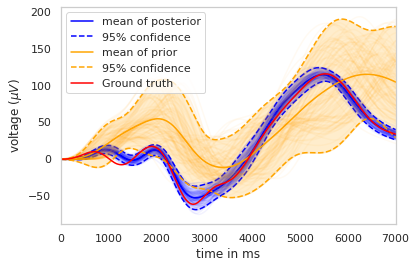 200
150
100
50
0
−50
voltage (μV)
mean of posterior
95% confidence
mean of prior
95% confidence
Ground truth
0 1000 2000 3000 4000 5000 6000 7000
time in ms